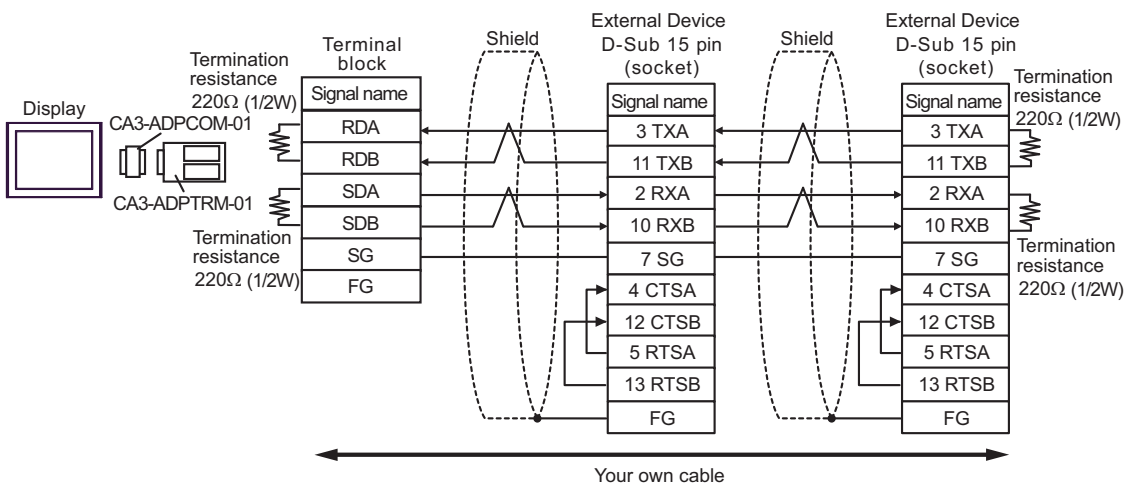 Display
CA3-ADPCOM-01
CA3-ADPTRM-01
Termination
resistance
220Ω (1/2W)
Termination
resistance
220Ω (1/2W)
Terminal
block
Signal name
RDA
RDB
SDA
SDB
SG
FG
Shield
External Device
D-Sub 15 pin
(socket)
Signal name
3 TXA
11 TXB
2 RXA
10 RXB
7 SG
4 CTSA
12 CTSB
5 RTSA
13 RTSB
FG
Shield
External Device
D-Sub 15 pin
(socket)
Signal name
3 TXA
11 TXB
2 RXA
10 RXB
7 SG
4 CTSA
12 CTSB
5 RTSA
13 RTSB
FG
Termination
resistance
220Ω (1/2W)
Termination
resistance
220Ω (1/2W)
Your own cable